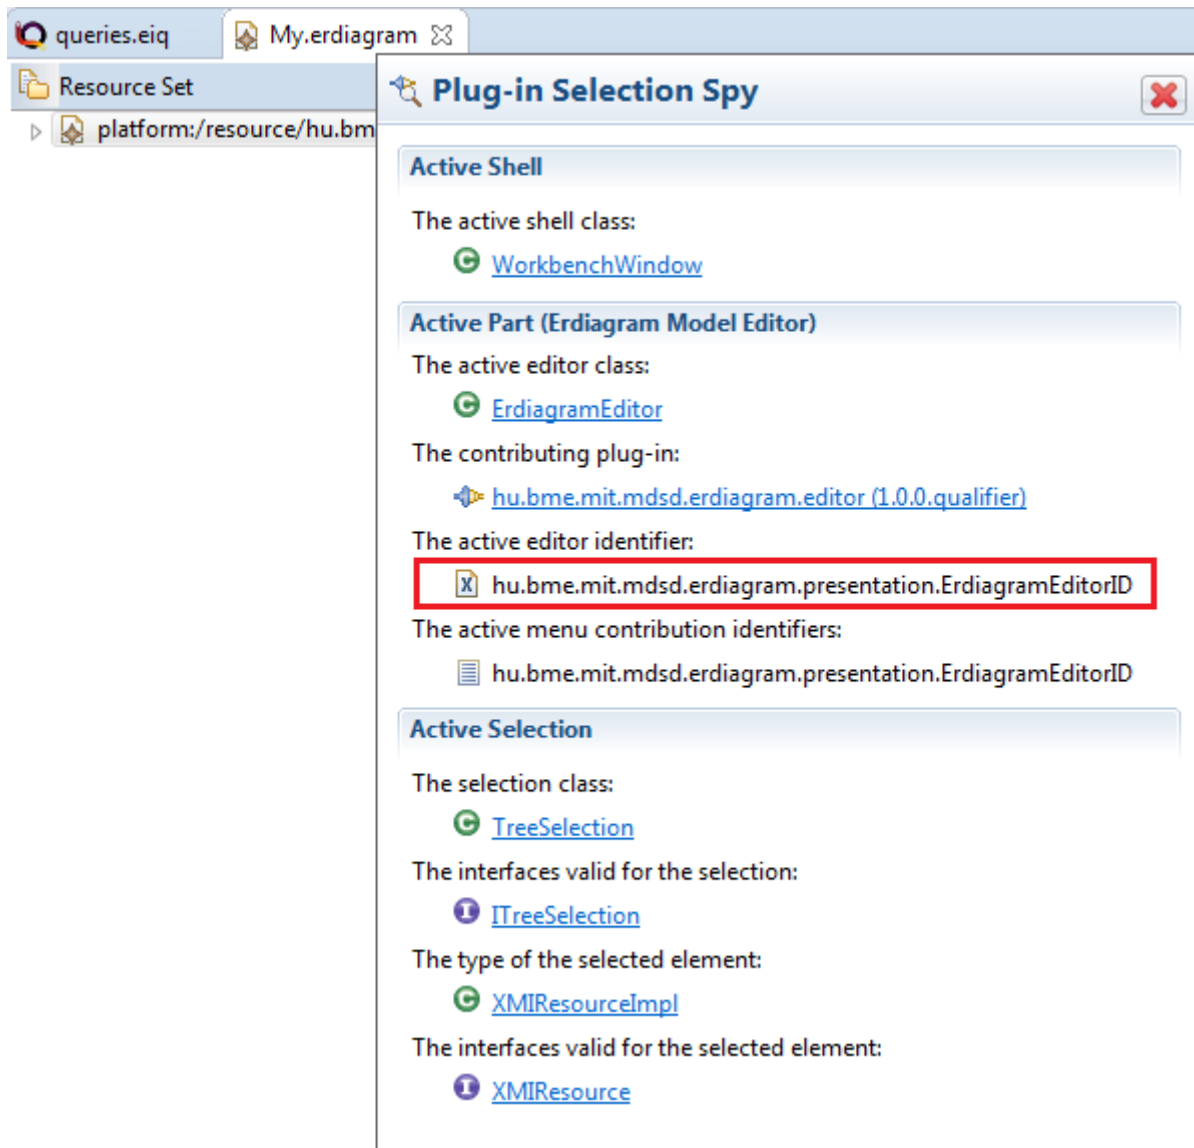 queries.eiq My.erdiagram
Resource Set
platform:/resource/hu.bm
Plug-in Selection Spy
Active Shell
The active shell class:
WorkbenchWindow
Active Part (Erdiagram Model Editor)
The active editor class:
ErdiagramEditor
The contributing plug-in:
hu.bme.mit.mdsd.erdiagram.editor (1.0.0.qualifier)
The active editor identifier:
hu.bme.mit.mdsd.erdiagram.presentation.ErdiagramEditorID
The active menu contribution identifiers:
hu.bme.mit.mdsd.erdiagram.presentation.ErdiagramEditorID
Active Selection
The selection class:
TreeSelection
The interfaces valid for the selection:
ITreeSelection
The type of the selected element:
XMIResourceImpl
The interfaces valid for the selected element:
XMIResource